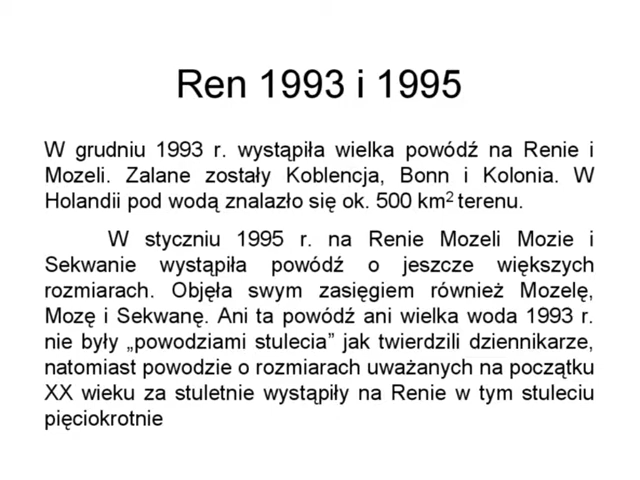 Ren 1993 i 1995
W grudniu 1993 r. wystąpiła wielka powódź na Renie i
Mozeli. Zalane zostały Koblencja, Bonn i Kolonia. W
Holandii pod wodą znalazło się ok. 500 km² terenu.
W styczniu 1995 r. na Renie Mozeli Mozie i
Sekwanie wystąpiła powódź o jeszcze większych
rozmiarach. Objęła swym zasięgiem również Mozelę,
Mozę i Sekwanę. Ani ta powódź ani wielka woda 1993 r.
nie były „powodziami stulecia” jak twierdzili dziennikarze,
natomiast powodzie o rozmiarach uważanych na początku
XX wieku za stuletnie wystąpiły na Renie w tym stuleciu
pięciokrotnie